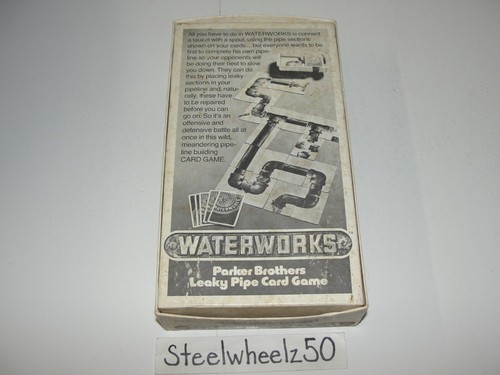 All you have to do in WATERWORKS is connect
a faucet with a spout, using the pipe sections
shown on your cards... but everyone wants to be
first to complete his own pipe-
line so your opponents will
be doing their best to slow
you down. They can do
this by placing leaky
sections in your
pipeline and, natu-
rally, these have
to be repaired
before you can
go on. So it's an
offensive and
defensive battle all at
once in this wild,
meandering pipe-
line building
CARD GAME.
WATERWORKS
Parker Brothers
Leaky Pipe Card Game
Steelwheelz50